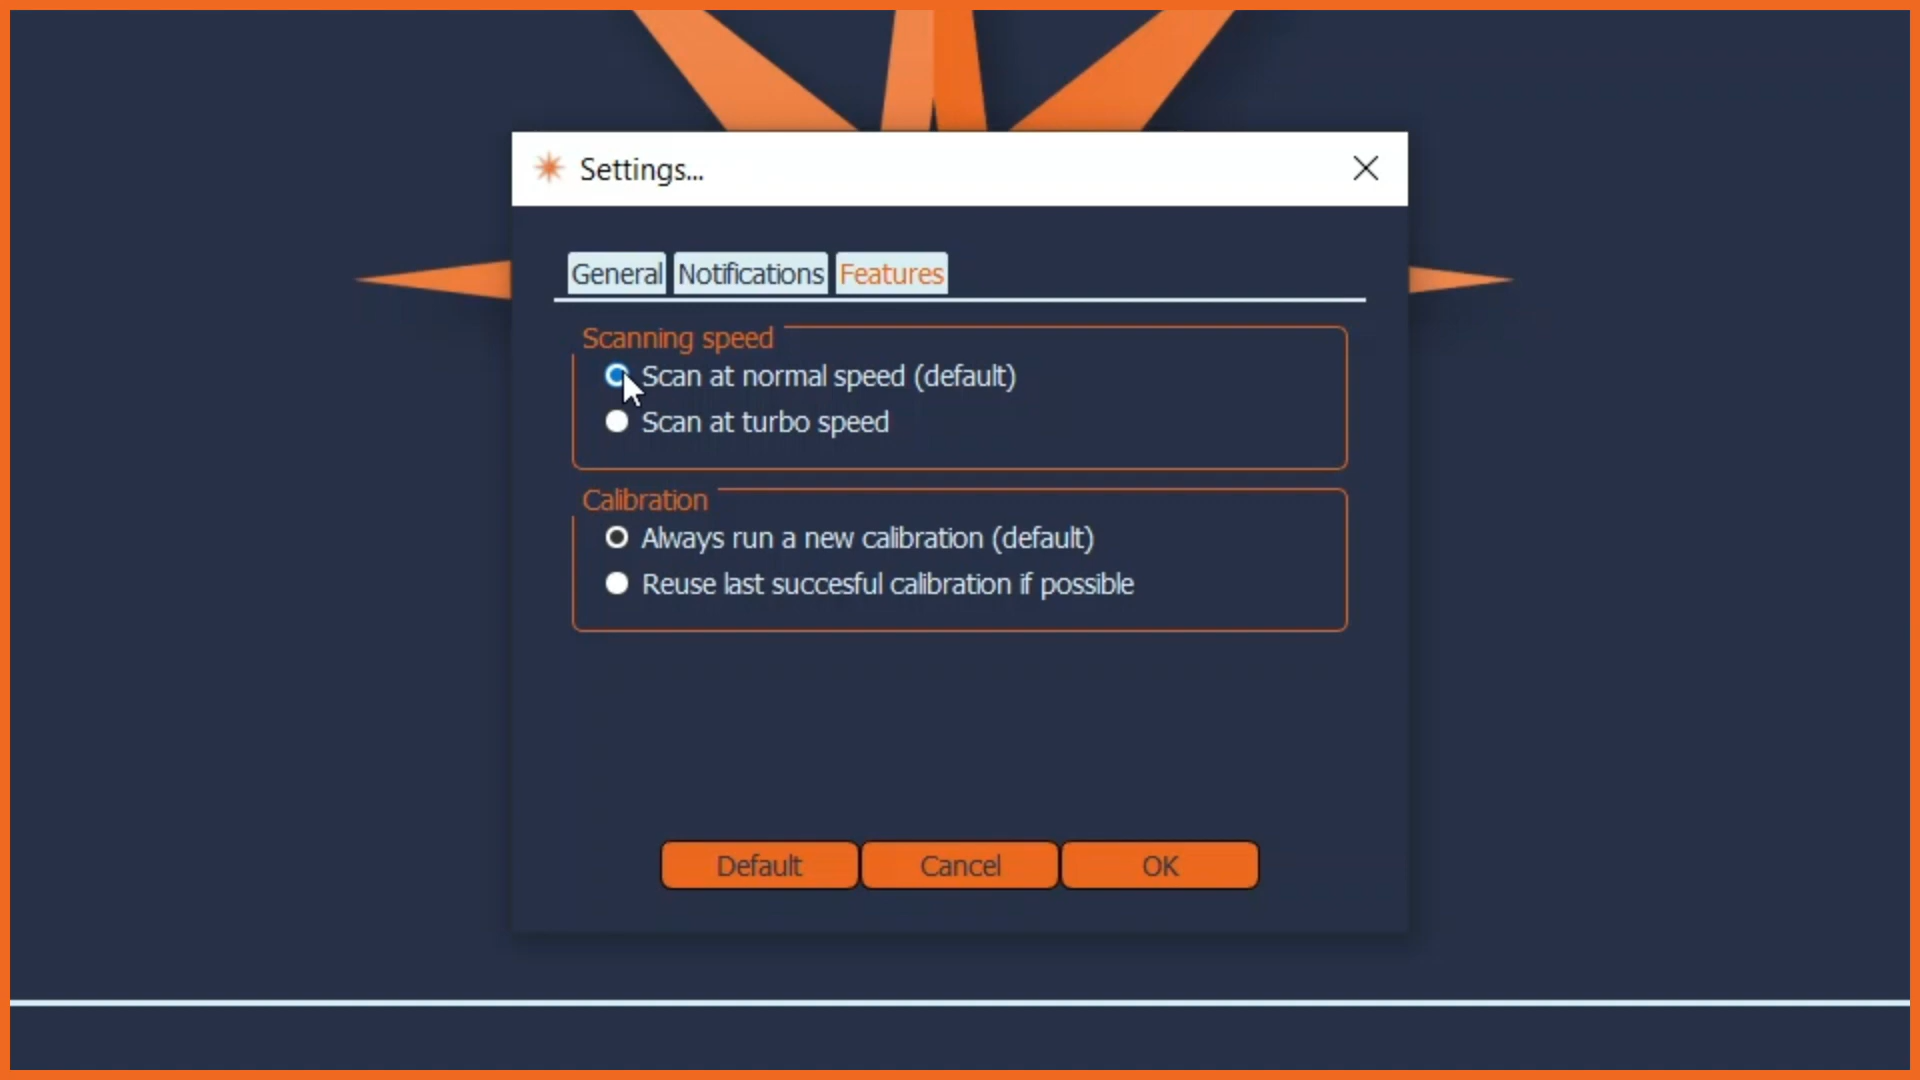 Settings...
General Notifications Features
Scanning speed
Scan at normal speed (default)
Scan at turbo speed
Calibration
Always run a new calibration (default)
Reuse last succesful calibration if possible
Default Cancel OK